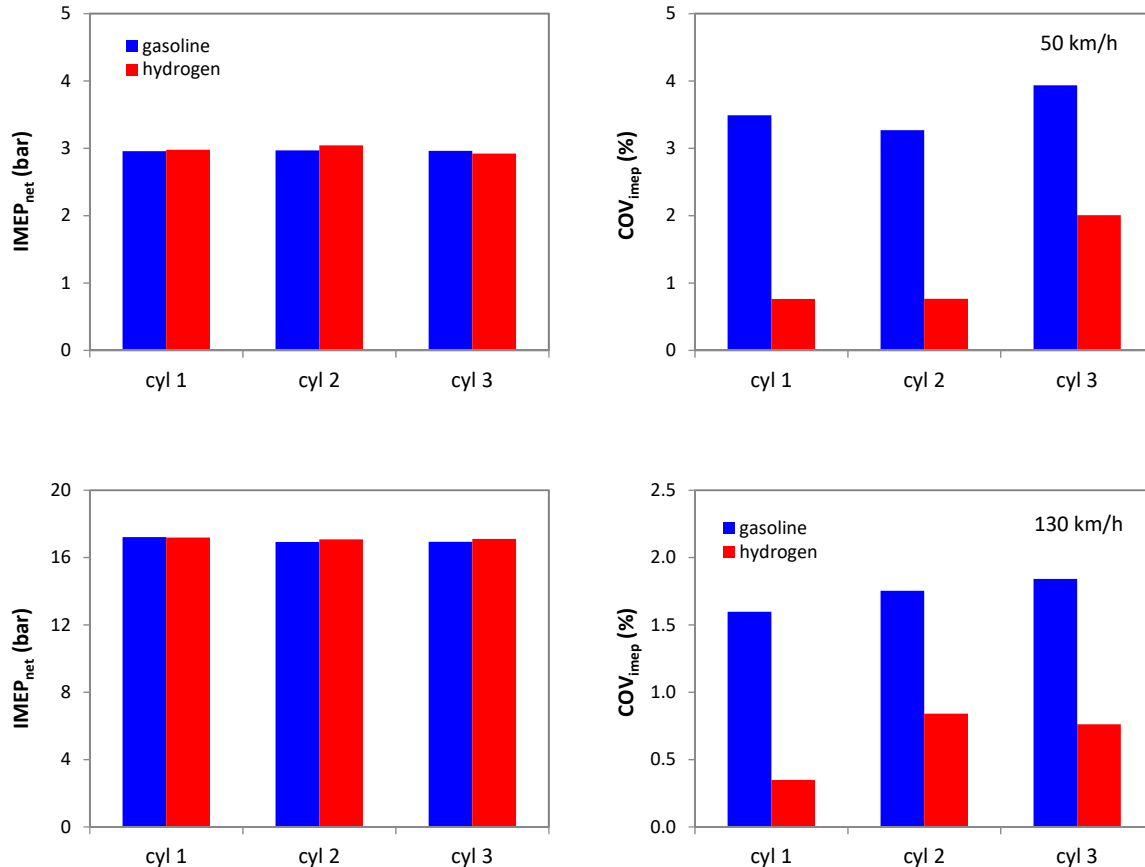 5
4
3
2
1
0
IMEPnet (bar)
gasoline
hydrogen
cyl 1 cyl 2 cyl 3
5
4
3
2
1
0
COVimep (%)
50 km/h
cyl 1 cyl 2 cyl 3
20
16
12
8
4
0
IMEPnet (bar)
cyl 1 cyl 2 cyl 3
2.5
2.0
1.5
1.0
0.5
0.0
COVimep (%)
gasoline
hydrogen
130 km/h
cyl 1 cyl 2 cyl 3